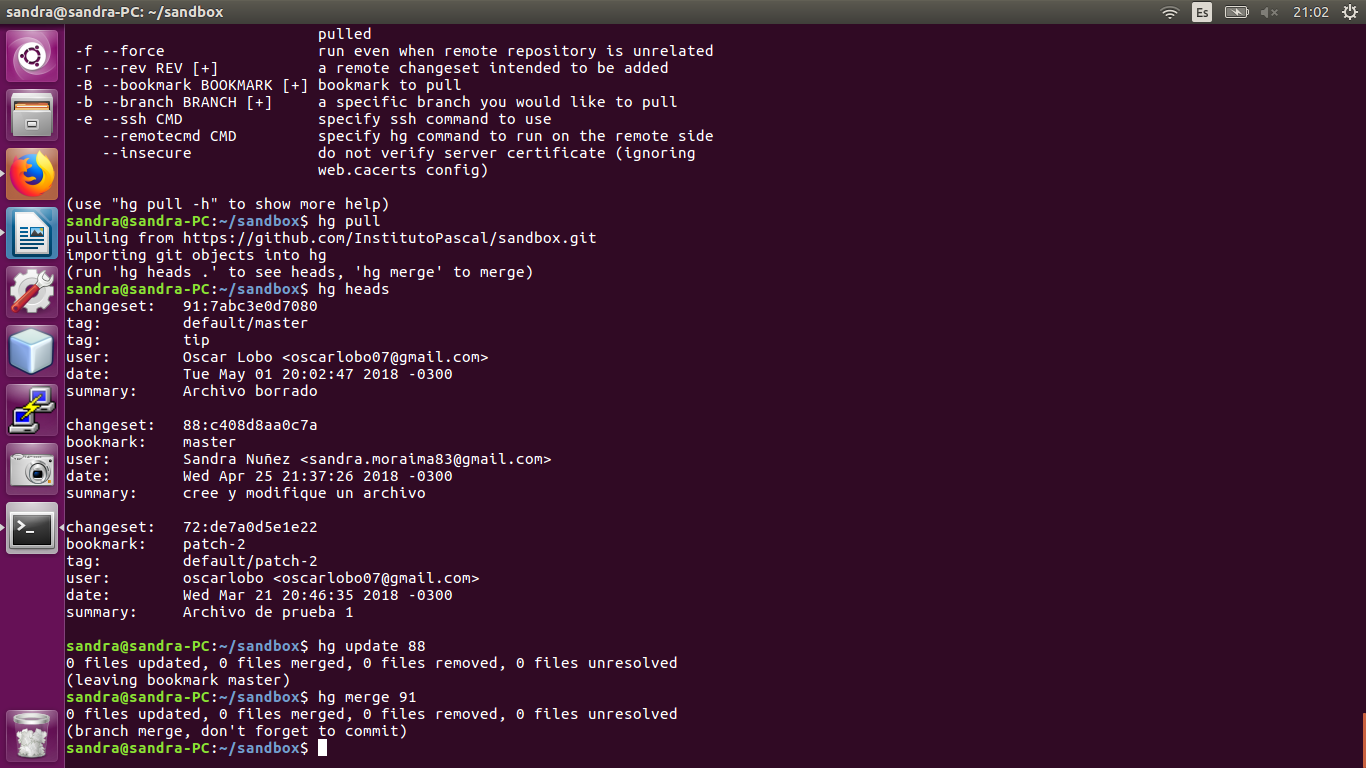 sandra@sandra-PC: ~/sandbox
Es
21:02
pulled
-f --force run even when remote repository is unrelated
-r --rev REV [+] a remote changeset intended to be added
-B --bookmark BOOKMARK [+] bookmark to pull
-b --branch BRANCH [+] a specific branch you would like to pull
-e --ssh CMD specify ssh command to use
--remotecmd CMD specify hg command to run on the remote side
--insecure do not verify server certificate (ignoring
web.cacerts config)
(use "hg pull -h" to show more help)
sandra@sandra-PC:~/sandbox$ hg pull
pulling from https://github.com/InstitutoPascal/sandbox.git
importing git objects into hg
(run 'hg heads .' to see heads, 'hg merge' to merge)
sandra@sandra-PC:~/sandbox$ hg heads
changeset: 91:7abc3e0d7080
tag: default/master
tag: tip
user: Oscar Lobo <oscarlobo07@gmail.com>
date: Tue May 01 20:02:47 2018 -0300
summary: Archivo borrado
changeset: 88:c408d8aa0c7a
bookmark: master
user: Sandra Nuñez <sandra.moraima83@gmail.com>
date: Wed Apr 25 21:37:26 2018 -0300
summary: cree y modifique un archivo
changeset: 72:de7a0d5e1e22
bookmark: patch-2
tag: default/patch-2
user: oscarlobo <oscarlobo07@gmail.com>
date: Wed Mar 21 20:46:35 2018 -0300
summary: Archivo de prueba 1
sandra@sandra-PC:~/sandbox$ hg update 88
0 files updated, 0 files merged, 0 files removed, 0 files unresolved
(leaving bookmark master)
sandra@sandra-PC:~/sandbox$ hg merge 91
0 files updated, 0 files merged, 0 files removed, 0 files unresolved
(branch merge, don't forget to commit)
sandra@sandra-PC:~/sandbox$